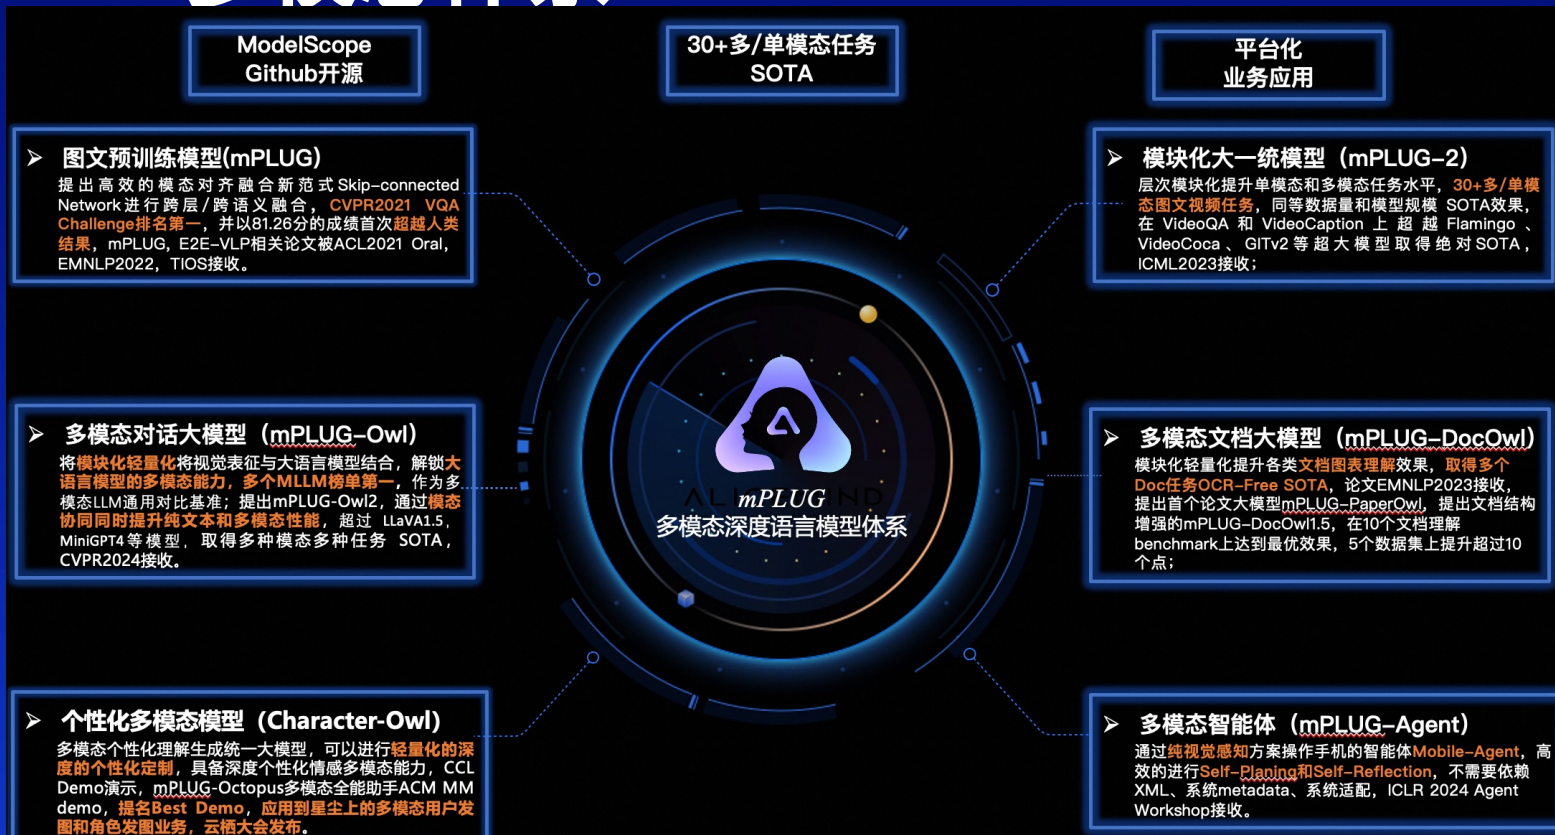 ModelScope
Github开源
30+多/单模态任务
SOTA
平台化
业务应用
图文预训练模型(mPLUG)
提出高效的模态对齐融合新范式Skip-connected
Network进行跨层/跨语义融合，CVPR2021 VQA
Challenge排名第一，并以81.26分的成绩首次超越人类
结果，mPLUG，E2E-VLP相关论文被ACL2021 Oral，
EMNLP2022，TIOS接收。
模块化大一统模型（mPLUG-2）
层次模块化提升单模态和多模态任务水平，30+多/单模
态图文视频任务，同等数据量和模型规模 SOTA效果，
在 VideoQA 和 VideoCaption 上超越 Flamingo 、
VideoCoca 、GITv2等超大模型取得绝对SOTA，
ICML2023接收；
多模态对话大模型（mPLUG-Owl）
将模块化轻量化将视觉表征与大语言模型结合，解锁大
语言模型的多模态能力，多个MLLM榜单第一，作为多
模态LLM通用对比基准；提出mPLUG-Owl2，通过模态
协同同时提升纯文本和多模态性能，超过 LLaVA1.5，
MiniGPT4等模型，取得多种模态多种任务 SOTA，
CVPR2024接收。
mPLUG
多模态深度语言模型体系
多模态文档大模型（mPLUG-DocOwl）
模块化轻量化提升各类文档图表理解效果，取得多个
Doc任务OCR-Free SOTA，论文EMNLP2023接收，
提出首个论文大模型mPLUG-PaperOwl，提出文档结构
增强的mPLUG-DocOwl1.5，在10个文档理解
benchmark上达到最优效果，5个数据集上提升超过10
个点；
个性化多模态模型（Character-Owl）
多模态个性化理解生成统一大模型，可以进行轻量化的深
度的个性化定制，具备深度个性化情感多模态能力，CCL
Demo演示，mPLUG-Octopus多模态全能助手ACM MM
demo，提名Best Demo，应用到星尘上的多模态用户发
图和角色发图业务，云栖大会发布。
多模态智能体（mPLUG-Agent）
通过纯视觉感知方案操作手机的智能体Mobile-Agent，高
效的进行Self-Planing和Self-Reflection，不需要依赖
XML、系统metadata、系统适配，ICLR 2024 Agent
Workshop接收。